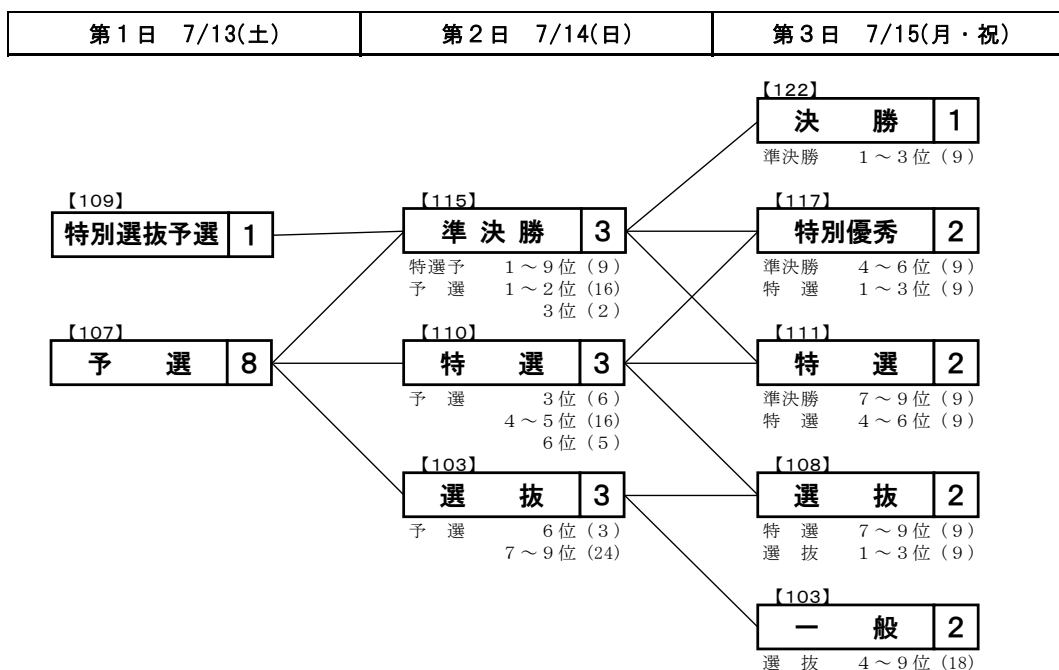 第1日 7/13(土)
第2日 7/14(日)
第3日 7/15(月・祝)
【109】
特別選抜予選 1
【107】
予 選 8
【115】
準決勝 3
特選予 1～9位(9)
予 選 1～2位(16)
3位(2)
【110】
特 選 3
予 選 3位(6)
4～5位(16)
6位(5)
【103】
選 抜 3
予 選 6位(3)
7～9位(24)
【122】
決 勝 1
準決勝 1～3位(9)
【117】
特別優秀 2
準決勝 4～6位(9)
特 選 1～3位(9)
【111】
特 選 2
準決勝 7～9位(9)
特 選 4～6位(9)
【108】
選 抜 2
特 選 7～9位(9)
選 抜 1～3位(9)
【103】
一 般 2
選 抜 4～9位(18)